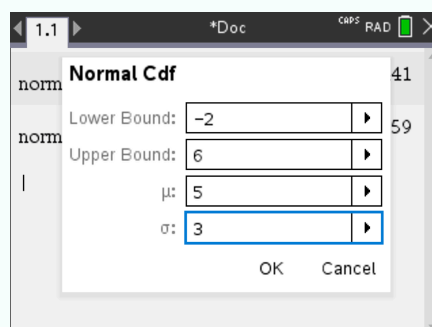 1.1 *Doc CAPS RAD
norm 41
Normal Cdf
Lower Bound: -2
norm 59
Upper Bound: 6
μ: 5
σ: 3
OK Cancel